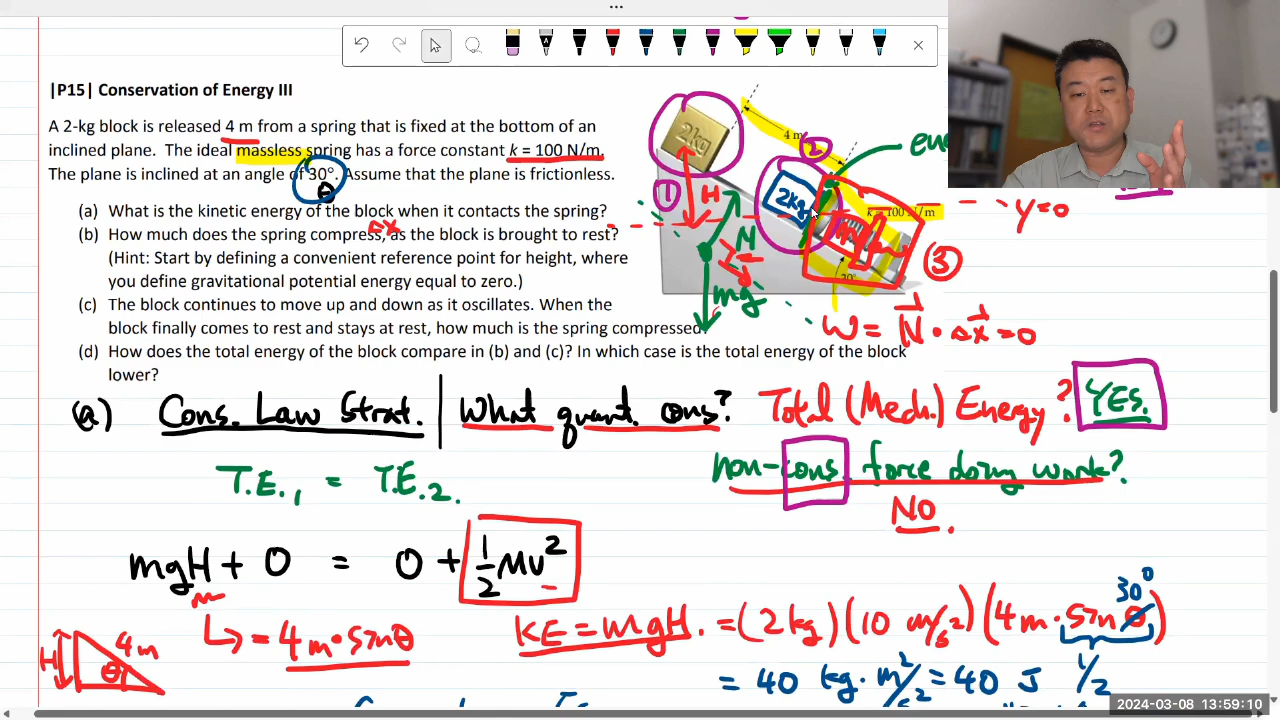 |P15| Conservation of Energy III
A 2-kg block is released 4 m from a spring that is fixed at the bottom of an
inclined plane. The ideal massless spring has a force constant k = 100 N/m.
The plane is inclined at an angle of 30°. Assume that the plane is frictionless.
θ
(a) What is the kinetic energy of the block when it contacts the spring?
(b) How much does the spring compress, as the block is brought to rest?
Δx
(Hint: Start by defining a convenient reference point for height, where
you define gravitational potential energy equal to zero.)
(c) The block continues to move up and down as it oscillates. When the
block finally comes to rest and stays at rest, how much is the spring compressed?
(d) How does the total energy of the block compare in (b) and (c)? In which case is the total energy of the block
lower?
2kg
4 m
②
①
H
2kg
k = 100 N/m
y=0
N
③
30°
mg
W = N · Δx = 0
(a) Cons. Law Strat. | What quant. cons? Total (Mech.) Energy? YES.
non-cons. force doing work?
NO.
T.E.₁ = T.E.₂.
mgH + 0 = 0 + 1/2 Mv²
↳ = 4m·sinθ
H 4m θ
KE = mgH. = (2kg)(10 m/s²)(4m·sinθ)
30°
= 40 kg·m²/s² = 40 J 1/2
2024-03-08 13:59:10